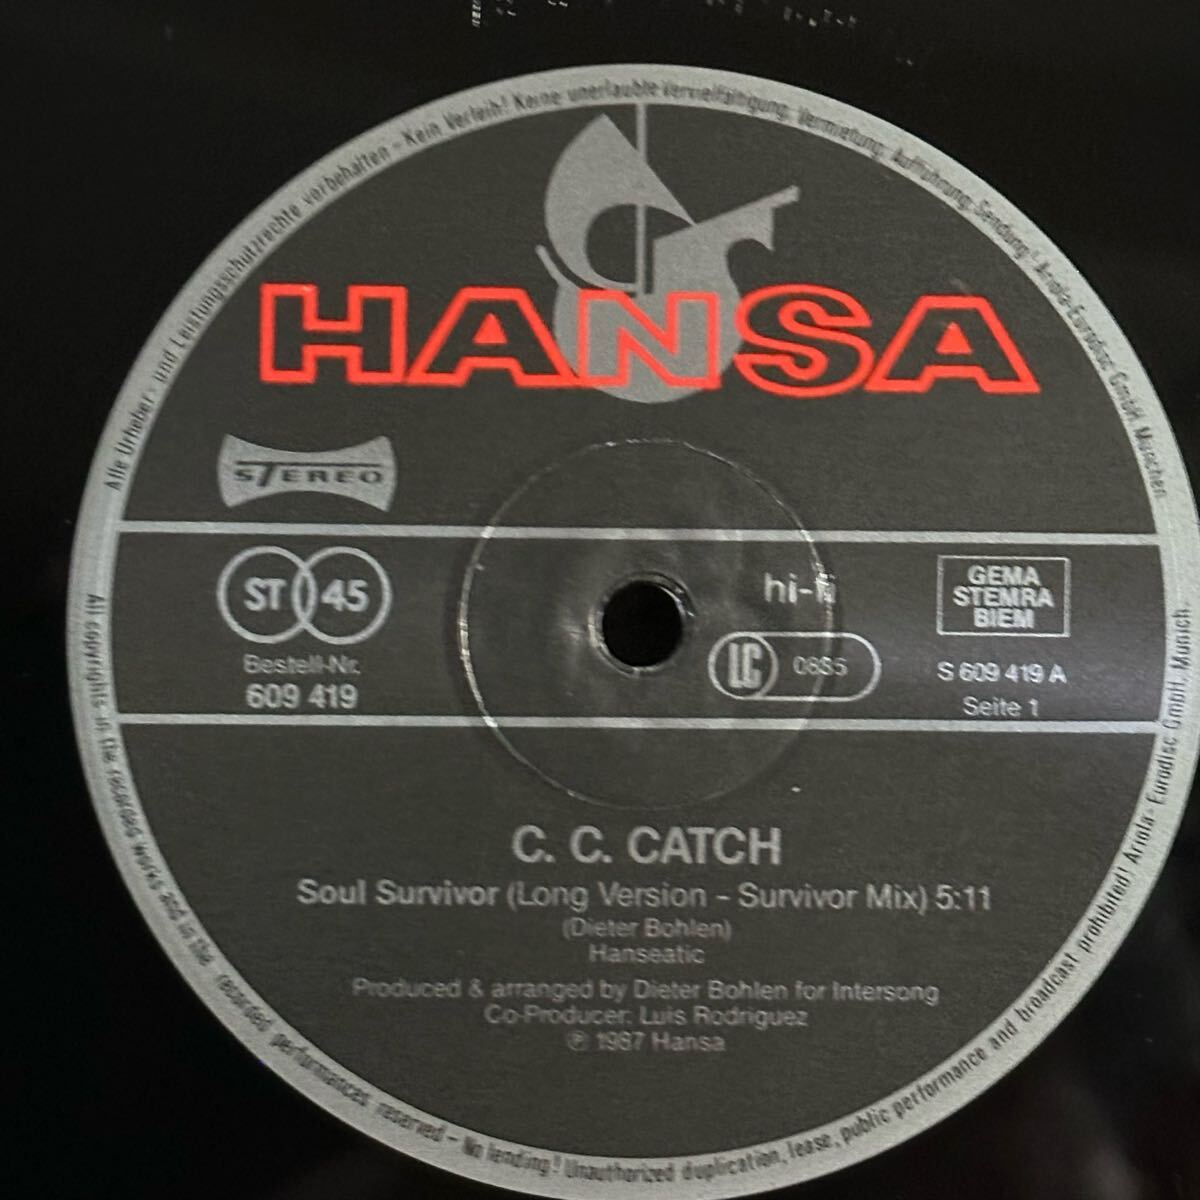 Alle Urheber- und Leistungsschutzrechte vorbehalten - Kein Verleih! Keine unerlaubte Vervielfältigung, Vermietung, Aufführung, Sendung! Ariola-Eurodisc GmbH, München
HANSA
STEREO
ST 45
Bestell-Nr.
609 419
hi-fi
LC 0835
GEMA
STEMRA
BIEM
S 609 419 A
Seite 1
C. C. CATCH
Soul Survivor (Long Version - Survivor Mix) 5:11
(Dieter Bohlen)
Hanseatic
Produced & arranged by Dieter Bohlen for Intersong
Co-Producer: Luis Rodriguez
℗ 1987 Hansa
All copyrights in the recorded works and in the recorded performances reserved - No lending! Unauthorized duplication, lease, public performance and broadcast prohibited! Ariola-Eurodisc GmbH, Munich.